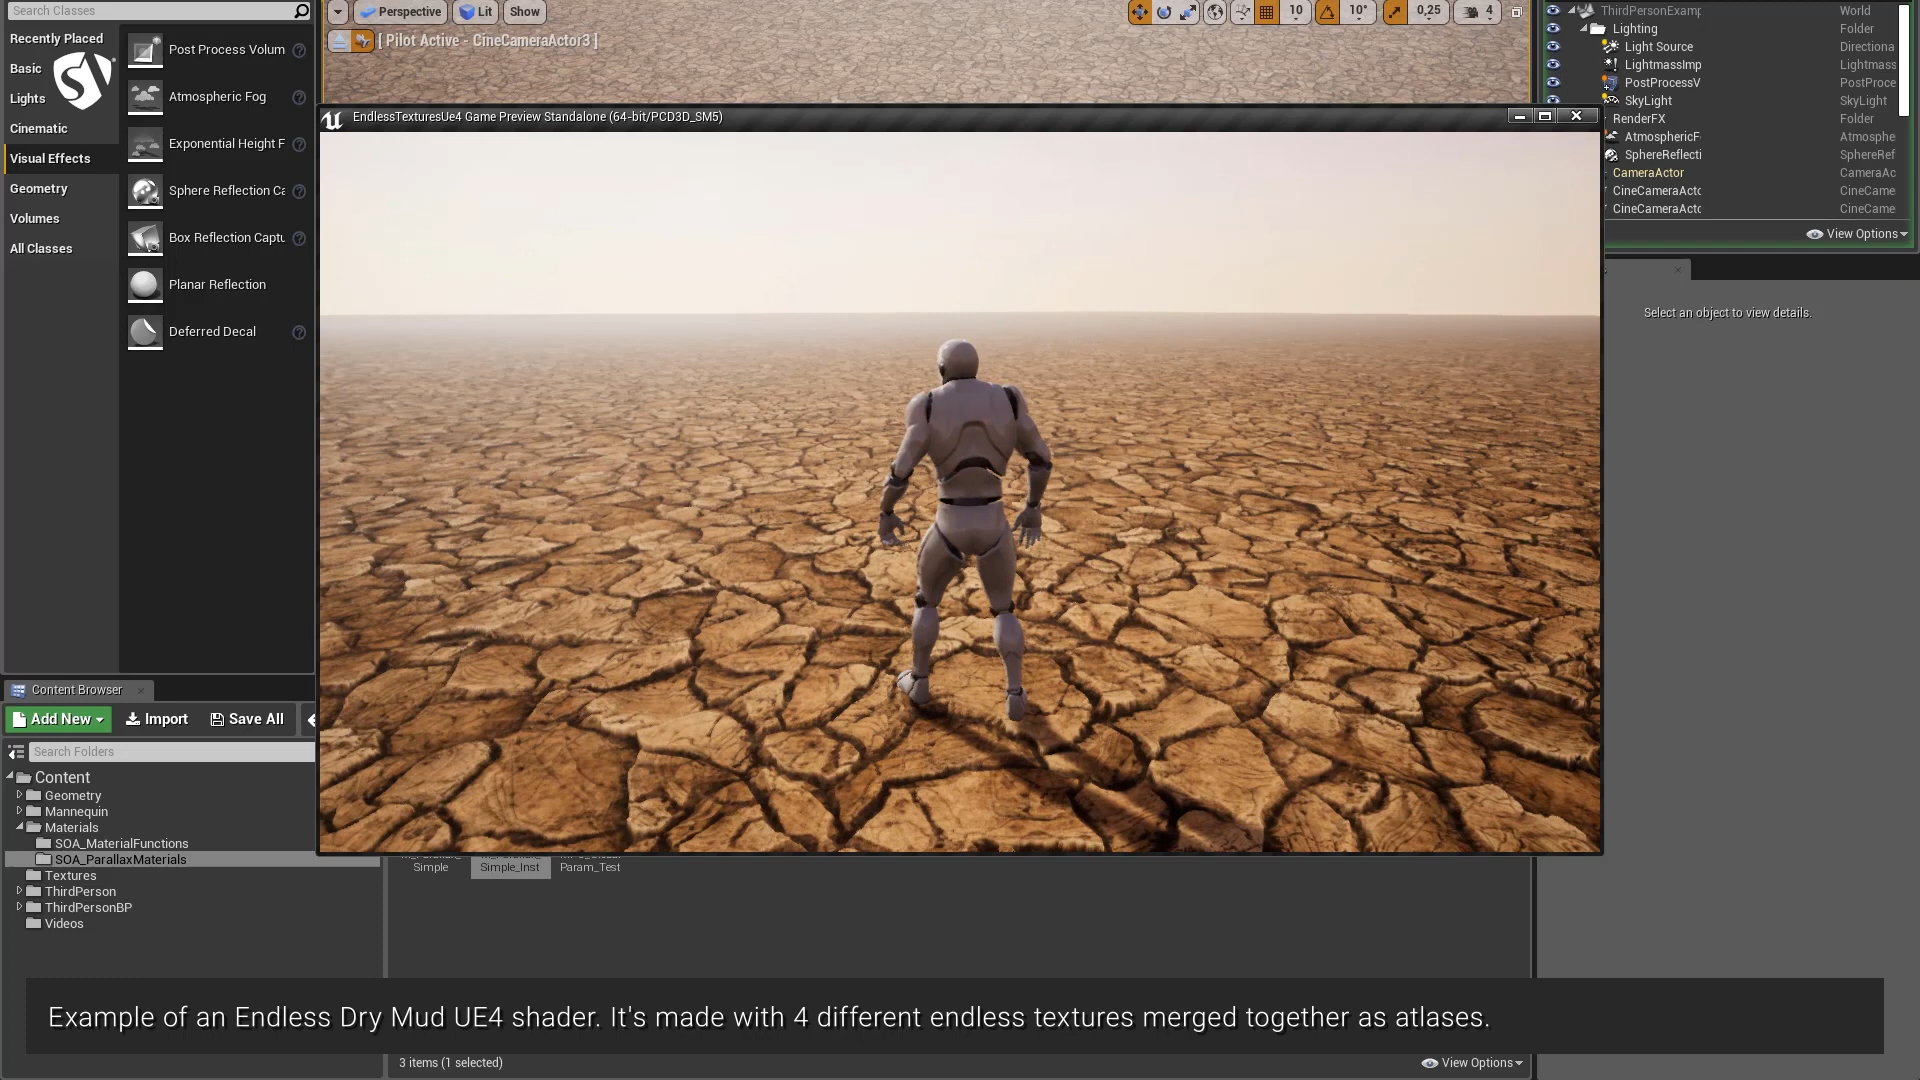 Search Classes
Recently Played
Basic
Lights
Cinematic
Visual Effects
Geometry
Volumes
All Classes
Post Process Volum
Atmospheric Fog
Exponential Height F
Sphere Reflection Ca
Box Reflection Captu
Planar Reflection
Deferred Decal
Perspective
Lit
Show
10
10°
0,25
4
[ Pilot Active - CineCameraActor3 ]
EndlessTexturesUe4 Game Preview Standalone (64-bit/PCD3D_SM5)
ThirdPersonExamp World
Lighting Folder
Light Source Directiona
LightmassImp Lightmass
PostProcessV PostProce
SkyLight SkyLight
RenderFX Folder
AtmosphericF Atmosphe
SphereReflecti SphereRef
CameraActor CameraAc
CineCameraActo CineCame
CineCameraActo CineCame
View Options
Select an object to view details.
Content Browser
Add New
Import
Save All
Search Folders
Content
Geometry
Mannequin
Materials
SOA_MaterialFunctions
SOA_ParallaxMaterials
Textures
ThirdPerson
ThirdPersonBP
Videos
Simple
Simple_Inst
Param_Test
Example of an Endless Dry Mud UE4 shader. It's made with 4 different endless textures merged together as atlases.
3 items (1 selected)
View Options